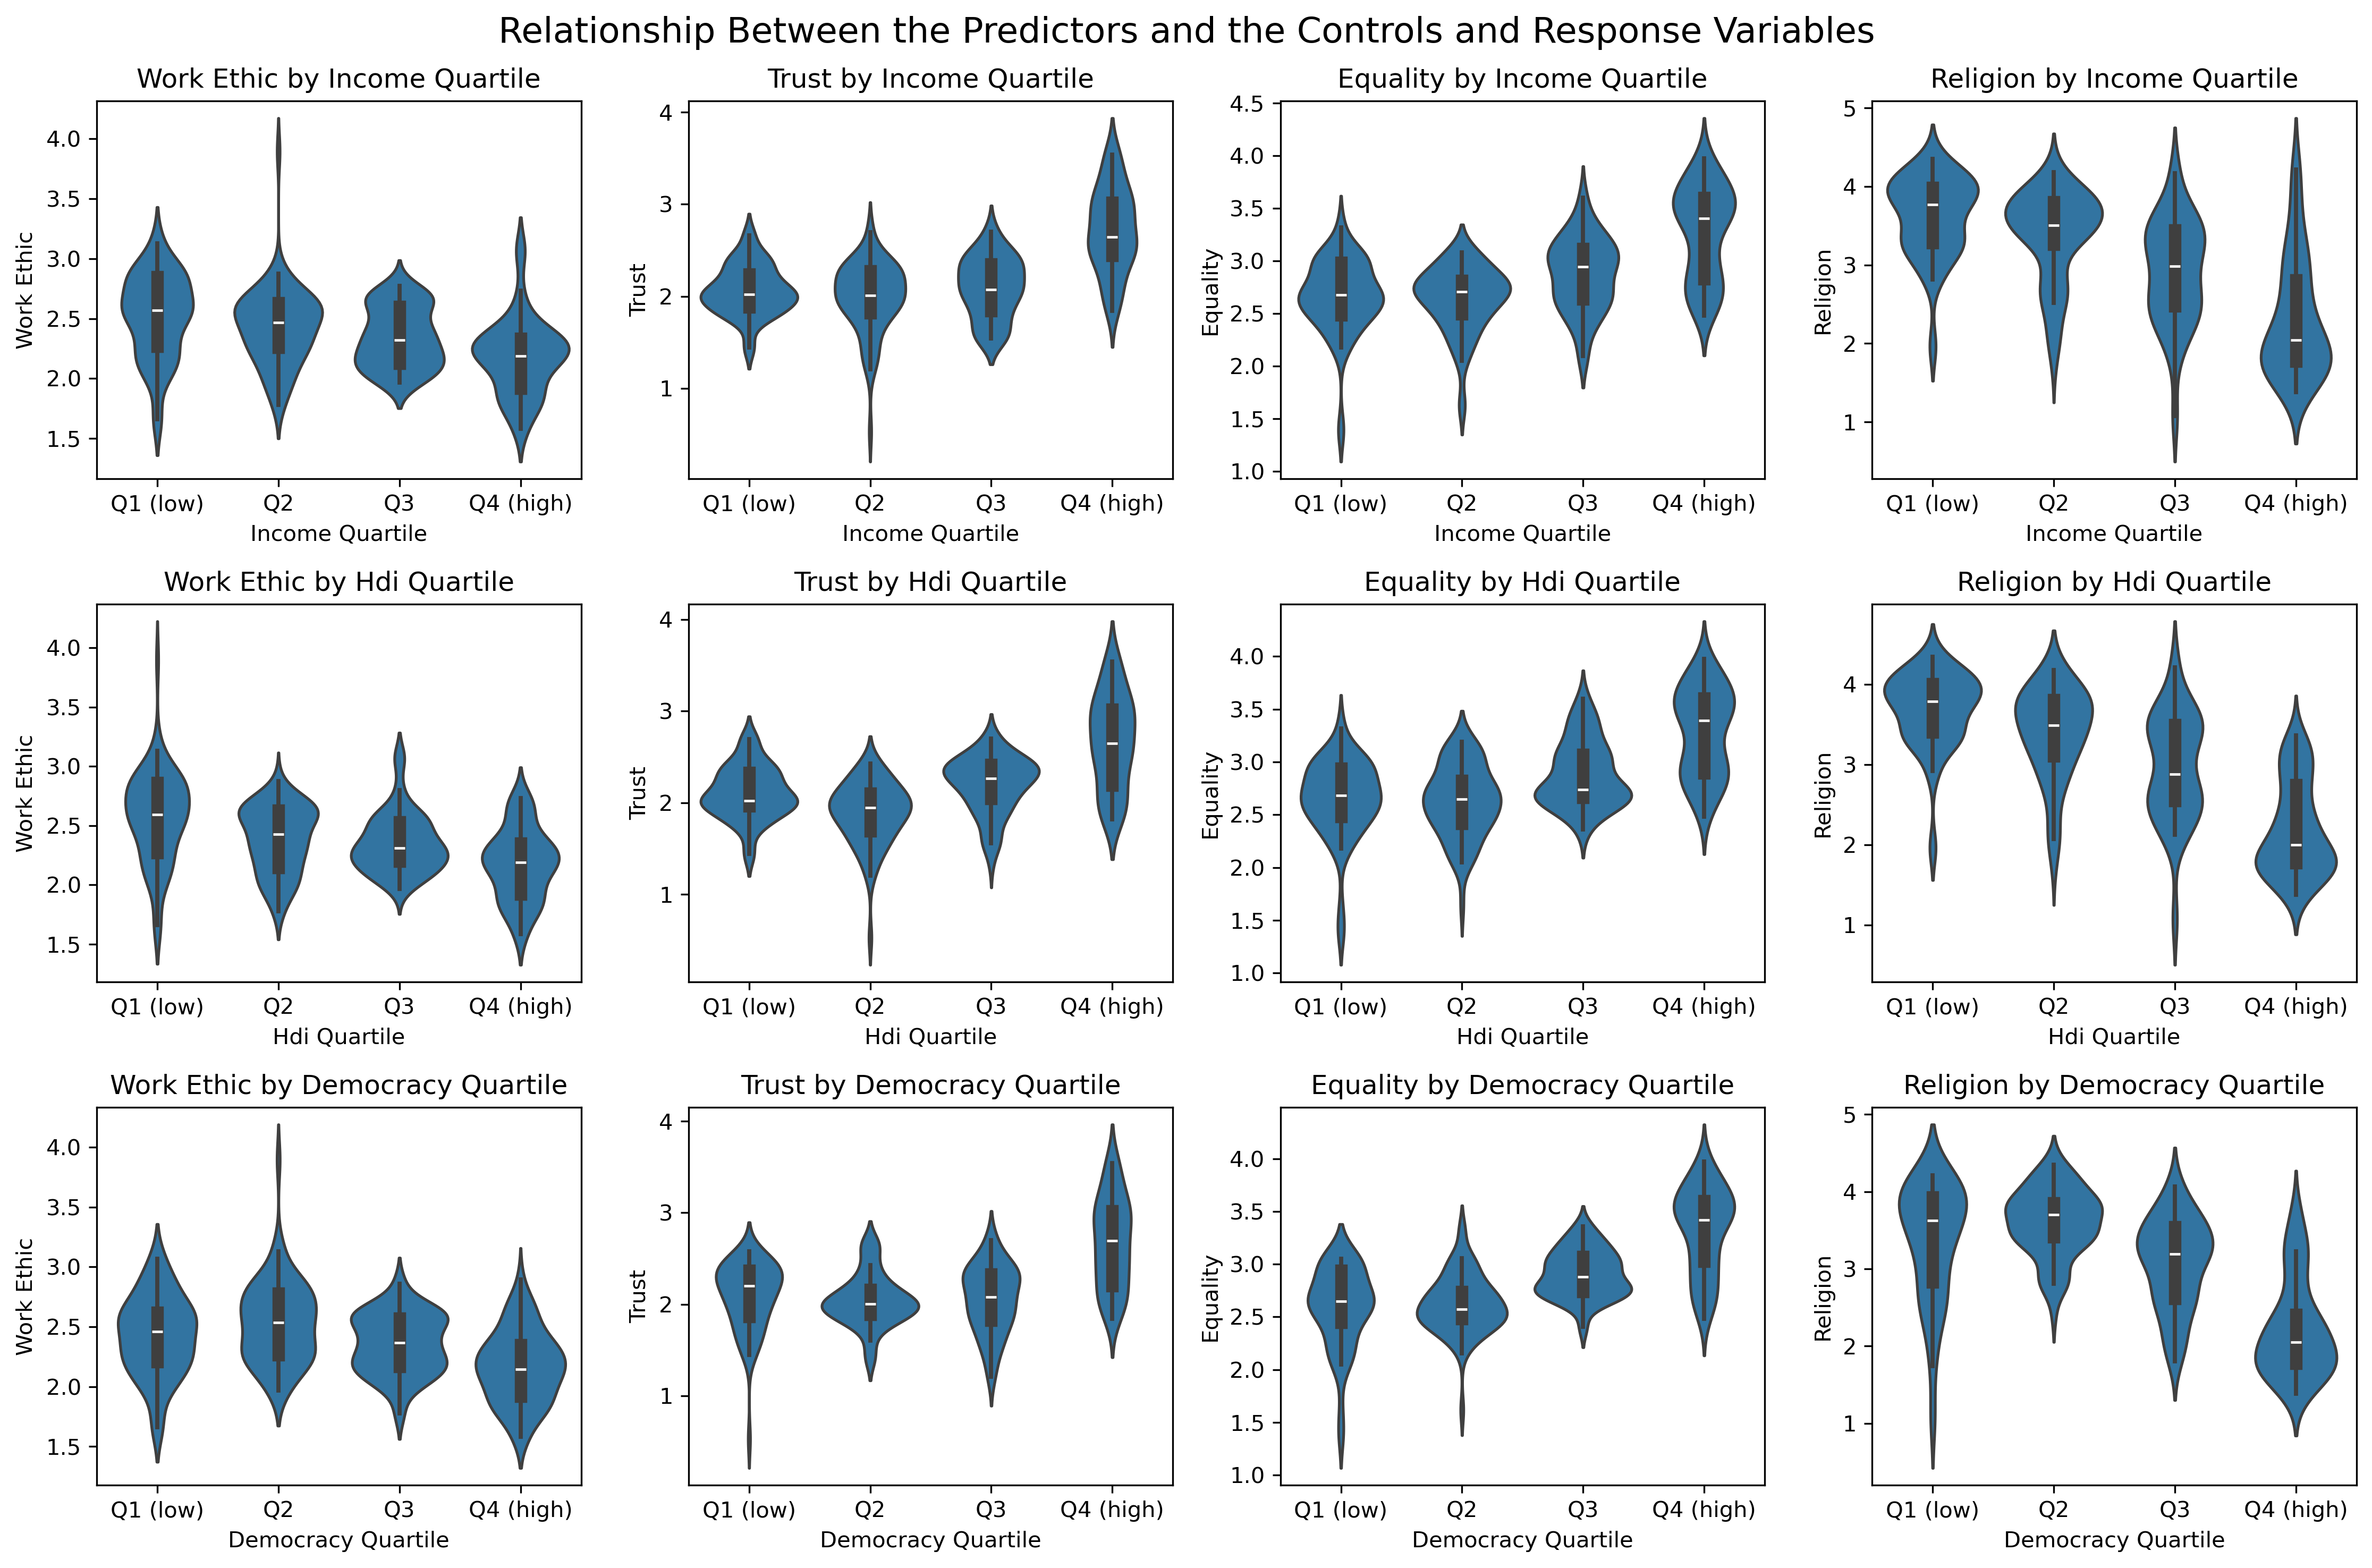 Relationship Between the Predictors and the Controls and Response Variables
Work Ethic by Income Quartile
Work Ethic
4.0
3.5
3.0
2.5
2.0
1.5
Q1 (low) Q2 Q3 Q4 (high)
Income Quartile
Trust by Income Quartile
Trust
4
3
2
1
Q1 (low) Q2 Q3 Q4 (high)
Income Quartile
Equality by Income Quartile
Equality
4.5
4.0
3.5
3.0
2.5
2.0
1.5
1.0
Q1 (low) Q2 Q3 Q4 (high)
Income Quartile
Religion by Income Quartile
Religion
5
4
3
2
1
Q1 (low) Q2 Q3 Q4 (high)
Income Quartile
Work Ethic by Hdi Quartile
Work Ethic
4.0
3.5
3.0
2.5
2.0
1.5
Q1 (low) Q2 Q3 Q4 (high)
Hdi Quartile
Trust by Hdi Quartile
Trust
4
3
2
1
Q1 (low) Q2 Q3 Q4 (high)
Hdi Quartile
Equality by Hdi Quartile
Equality
4.0
3.5
3.0
2.5
2.0
1.5
1.0
Q1 (low) Q2 Q3 Q4 (high)
Hdi Quartile
Religion by Hdi Quartile
Religion
4
3
2
1
Q1 (low) Q2 Q3 Q4 (high)
Hdi Quartile
Work Ethic by Democracy Quartile
Work Ethic
4.0
3.5
3.0
2.5
2.0
1.5
Q1 (low) Q2 Q3 Q4 (high)
Democracy Quartile
Trust by Democracy Quartile
Trust
4
3
2
1
Q1 (low) Q2 Q3 Q4 (high)
Democracy Quartile
Equality by Democracy Quartile
Equality
4.0
3.5
3.0
2.5
2.0
1.5
1.0
Q1 (low) Q2 Q3 Q4 (high)
Democracy Quartile
Religion by Democracy Quartile
Religion
5
4
3
2
1
Q1 (low) Q2 Q3 Q4 (high)
Democracy Quartile